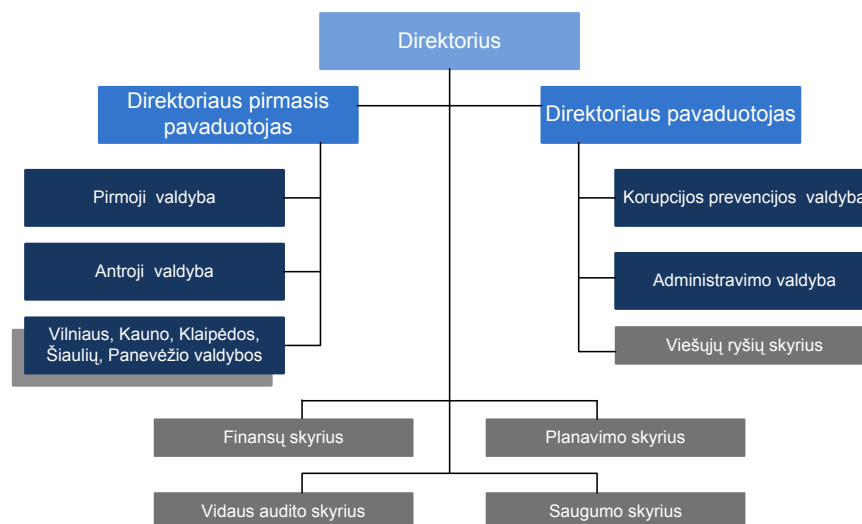 Direktorius
Direktoriaus pirmasis
pavaduotojas
Direktoriaus pavaduotojas
Pirmoji valdyba
Korupcijos prevencijos valdyba
Antroji valdyba
Administravimo valdyba
Vilniaus, Kauno, Klaipėdos,
Šiaulių, Panevėžio valdybos
Viešųjų ryšių skyrius
Finansų skyrius
Planavimo skyrius
Vidaus audito skyrius
Saugumo skyrius